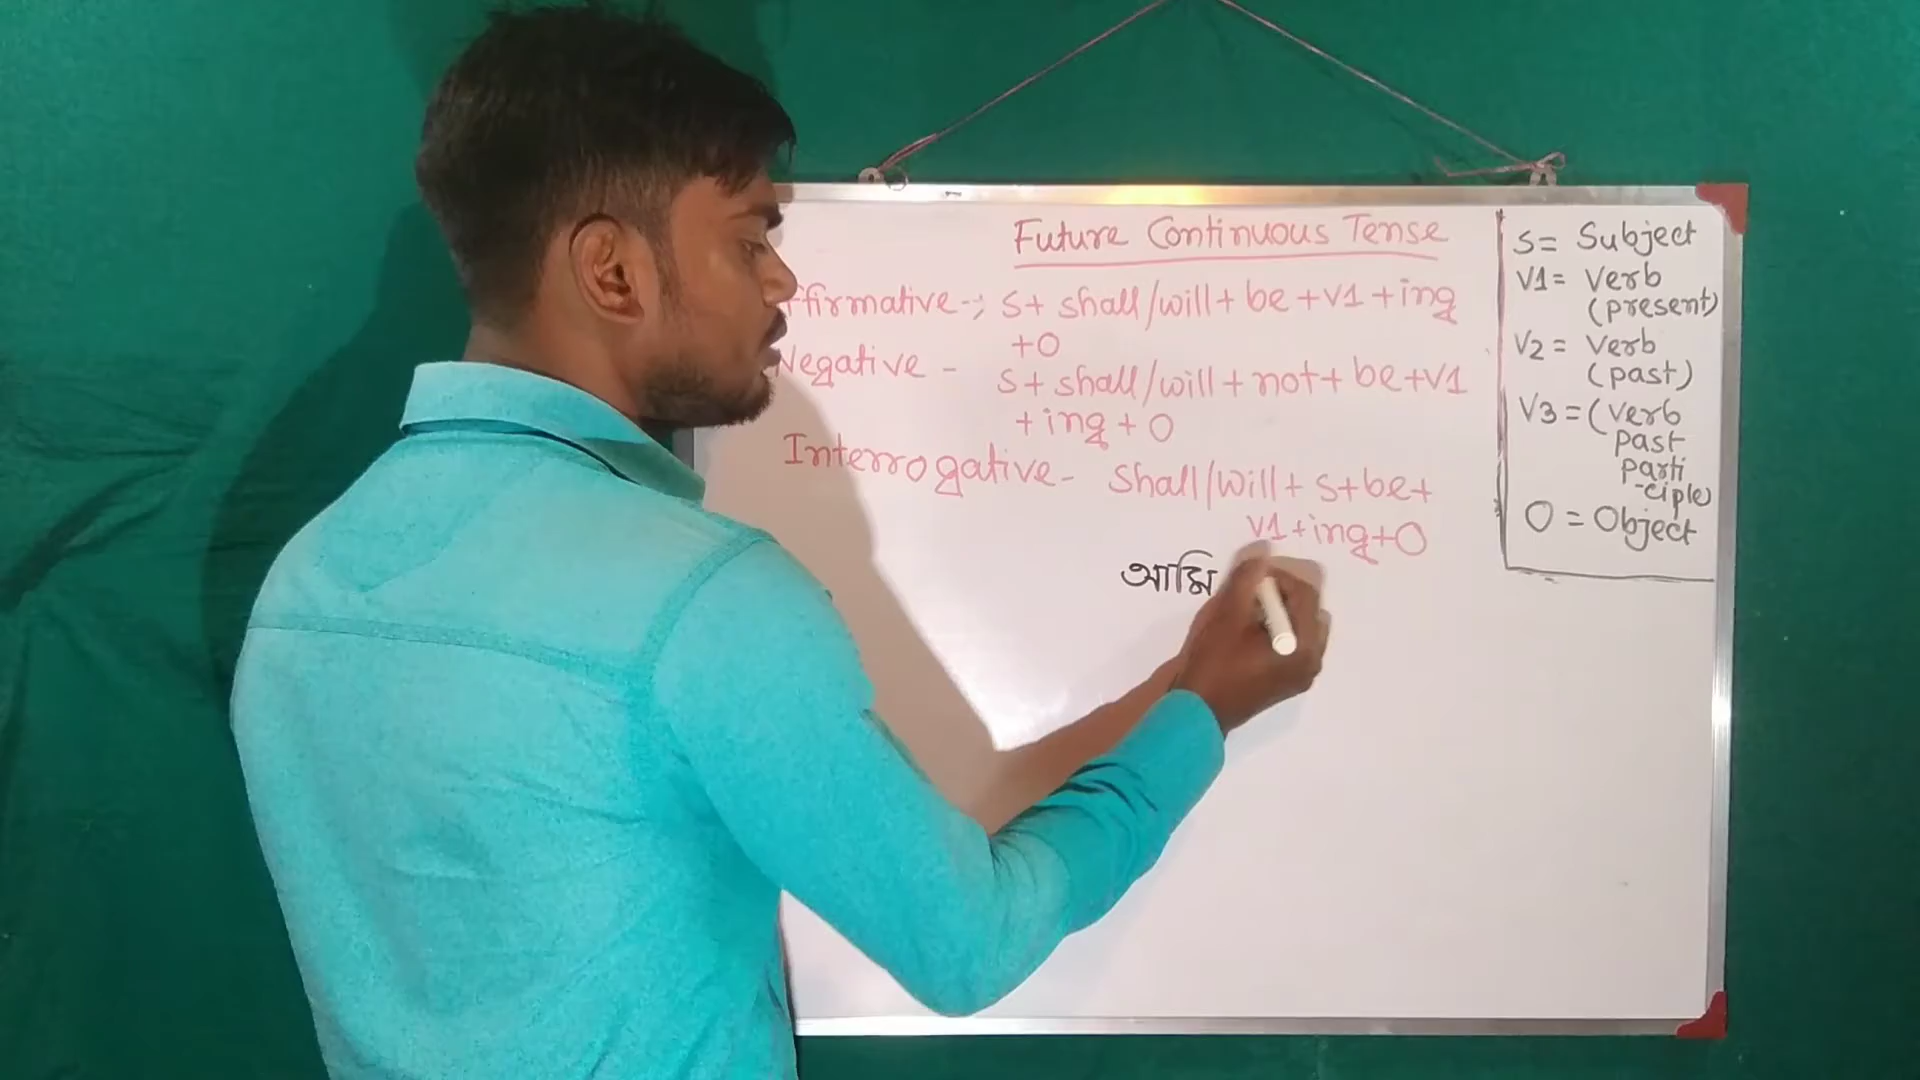 Future Continuous Tense
ffirmative-; S+ shall/will+be+V1+ing
+O
Negative - S+shall/will+not+be+V1
+ing+O
Interrogative- Shall/will+s+be+
V1+ing+O
আমি
S= Subject
V1= Verb
(present)
V2= Verb
(past)
V3=(Verb
past
parti
-ciple)
O = Object